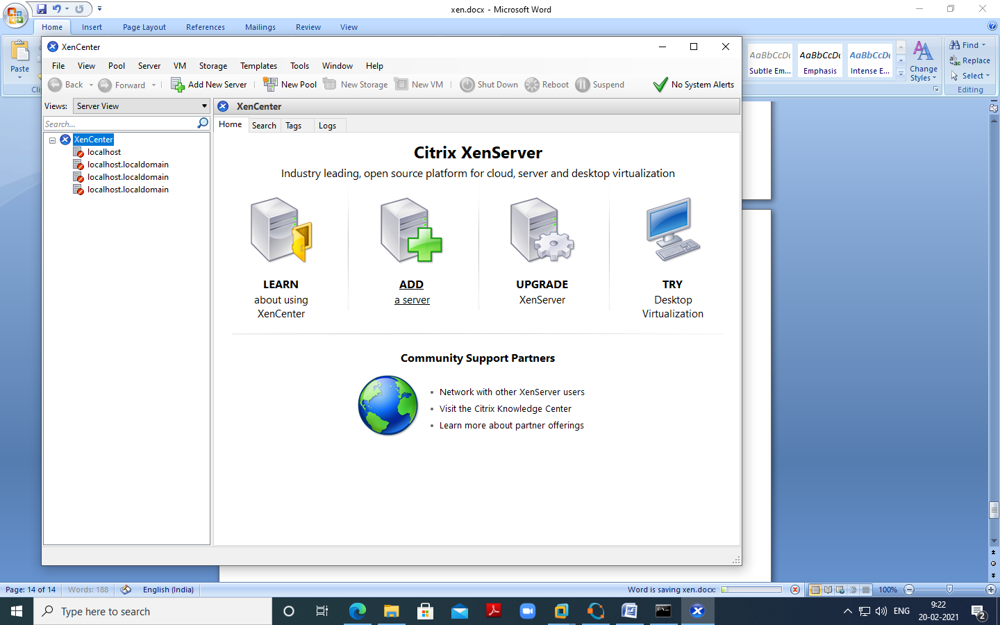 xen.docx - Microsoft Word
Home Insert Page Layout References Mailings Review View
Paste
AaBbCcDc AaBbCcDc AaBbCcDc
Subtle Em... Emphasis Intense E...
Change Styles
Find
Replace
Select
Editing
XenCenter
File View Pool Server VM Storage Templates Tools Window Help
Back Forward Add New Server New Pool New Storage New VM Shut Down Reboot Suspend No System Alerts
Views: Server View
Search...
XenCenter
localhost
localhost.localdomain
localhost.localdomain
localhost.localdomain
XenCenter
Home Search Tags Logs
Citrix XenServer
Industry leading, open source platform for cloud, server and desktop virtualization
LEARN
about using
XenCenter
ADD
a server
UPGRADE
XenServer
TRY
Desktop
Virtualization
Community Support Partners
• Network with other XenServer users
• Visit the Citrix Knowledge Center
• Learn more about partner offerings
Page: 14 of 14 Words: 188 English (India) Word is saving xen.docx: 100%
Type here to search
ENG
9:22
20-02-2021
2